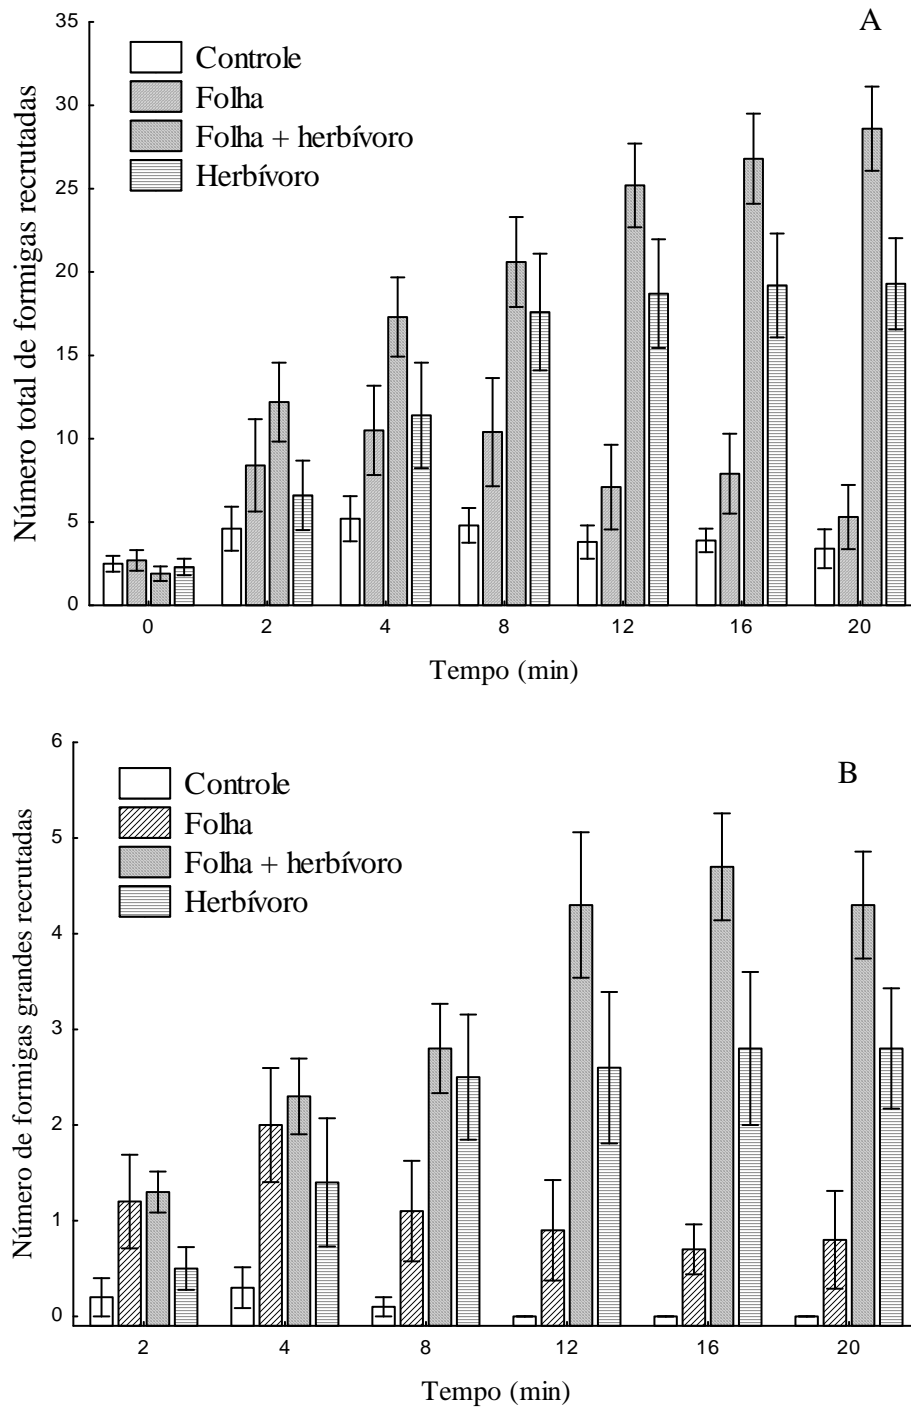 A
35
30
25
20
15
10
5
0
Número total de formigas recrutadas
Controle
Folha
Folha + herbívoro
Herbívoro
0 2 4 8 12 16 20
Tempo (min)
B
6
5
4
3
2
1
0
Número de formigas grandes recrutadas
Controle
Folha
Folha + herbívoro
Herbívoro
2 4 8 12 16 20
Tempo (min)